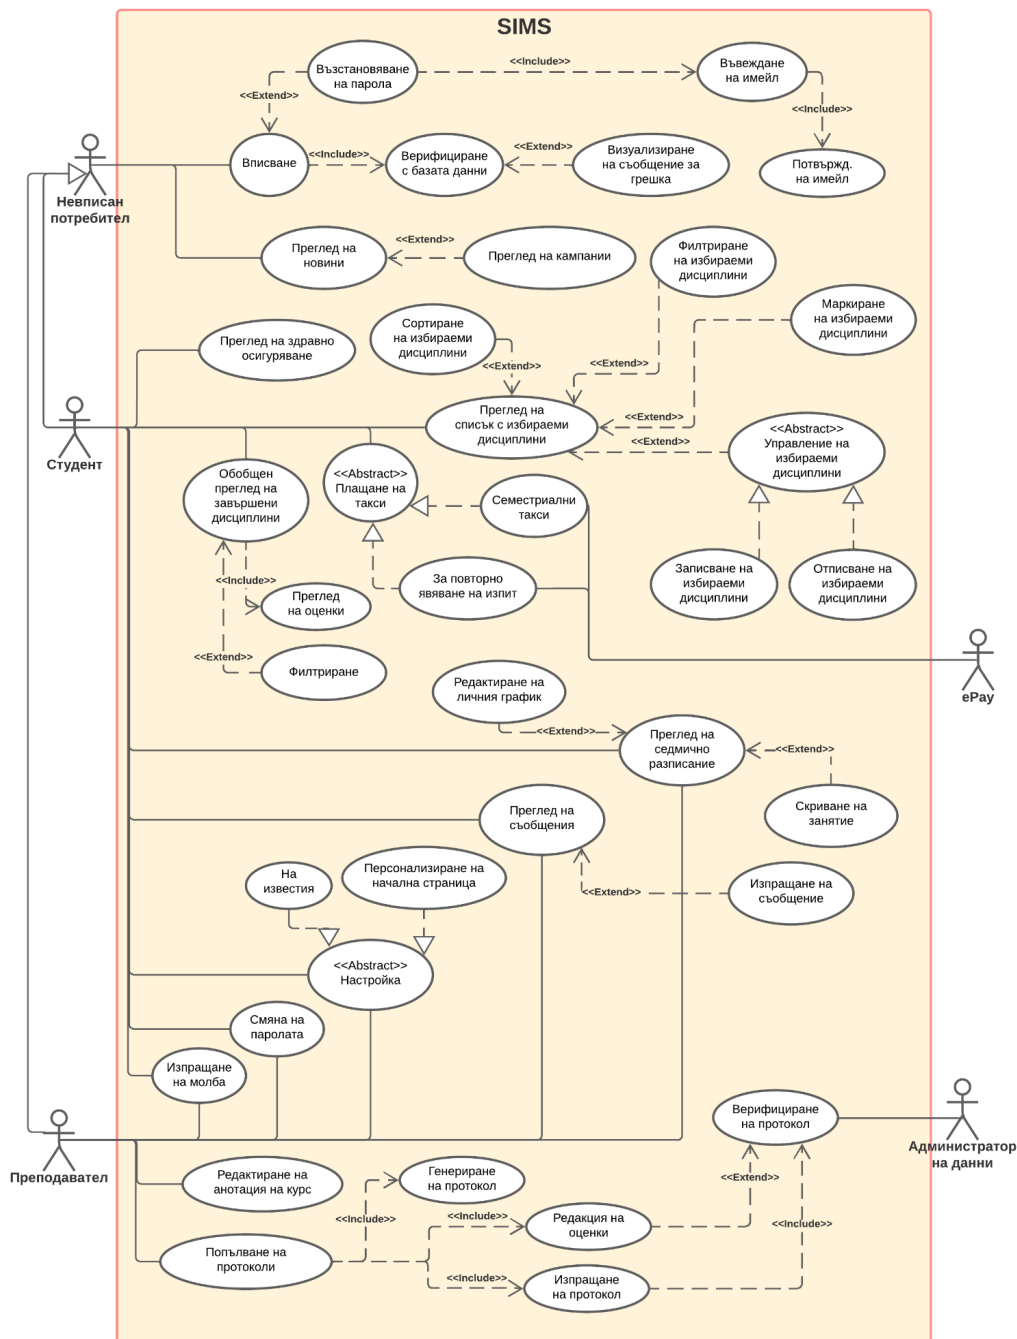 SIMS
Възстановяване
на парола
<<Include>>
Въвеждане
на имейл
<<Extend>>
<<Include>>
Вписване
<<Include>>
Верифициране
с базата данни
<<Extend>>
Визуализиране
на съобщение за
грешка
Потвържд.
на имейл
Невписан
потребител
Преглед на
новини
<<Extend>>
Преглед на кампании
Филтриране
на избираеми
дисциплини
Маркиране
на избираеми
дисциплини
Сортиране
на избираеми
дисциплини
Преглед на здравно
осигуряване
<<Extend>>
<<Extend>>
Преглед на
списък с избираеми
дисциплини
<<Extend>>
<<Extend>>
<<Abstract>>
Управление на
избираеми
дисциплини
Студент
Обобщен
преглед на
завършени
дисциплини
<<Abstract>>
Плащане на
такси
Семестриални
такси
<<Include>>
Преглед
на оценки
За повторно
явяване на изпит
Записване на
избираеми
дисциплини
Отписване на
избираеми
дисциплини
<<Extend>>
Филтриране
ePay
Редактиране на
личния график
<<Extend>>
Преглед на
седмично
разписание
<<Extend>>
Скриване на
занятие
Преглед на
съобщения
<<Extend>>
Изпращане на
съобщение
На
известия
Персонализиране на
начална страница
<<Abstract>>
Настройка
Смяна на
паролата
Изпращане
на молба
Преподавател
Верифициране
на протокол
Администратор
на данни
Редактиране на
анотация на курс
Генериране
на протокол
<<Extend>>
<<Include>>
<<Include>>
Редакция на
оценки
<<Include>>
Попълване на
протоколи
<<Include>>
Изпращане
на протокол